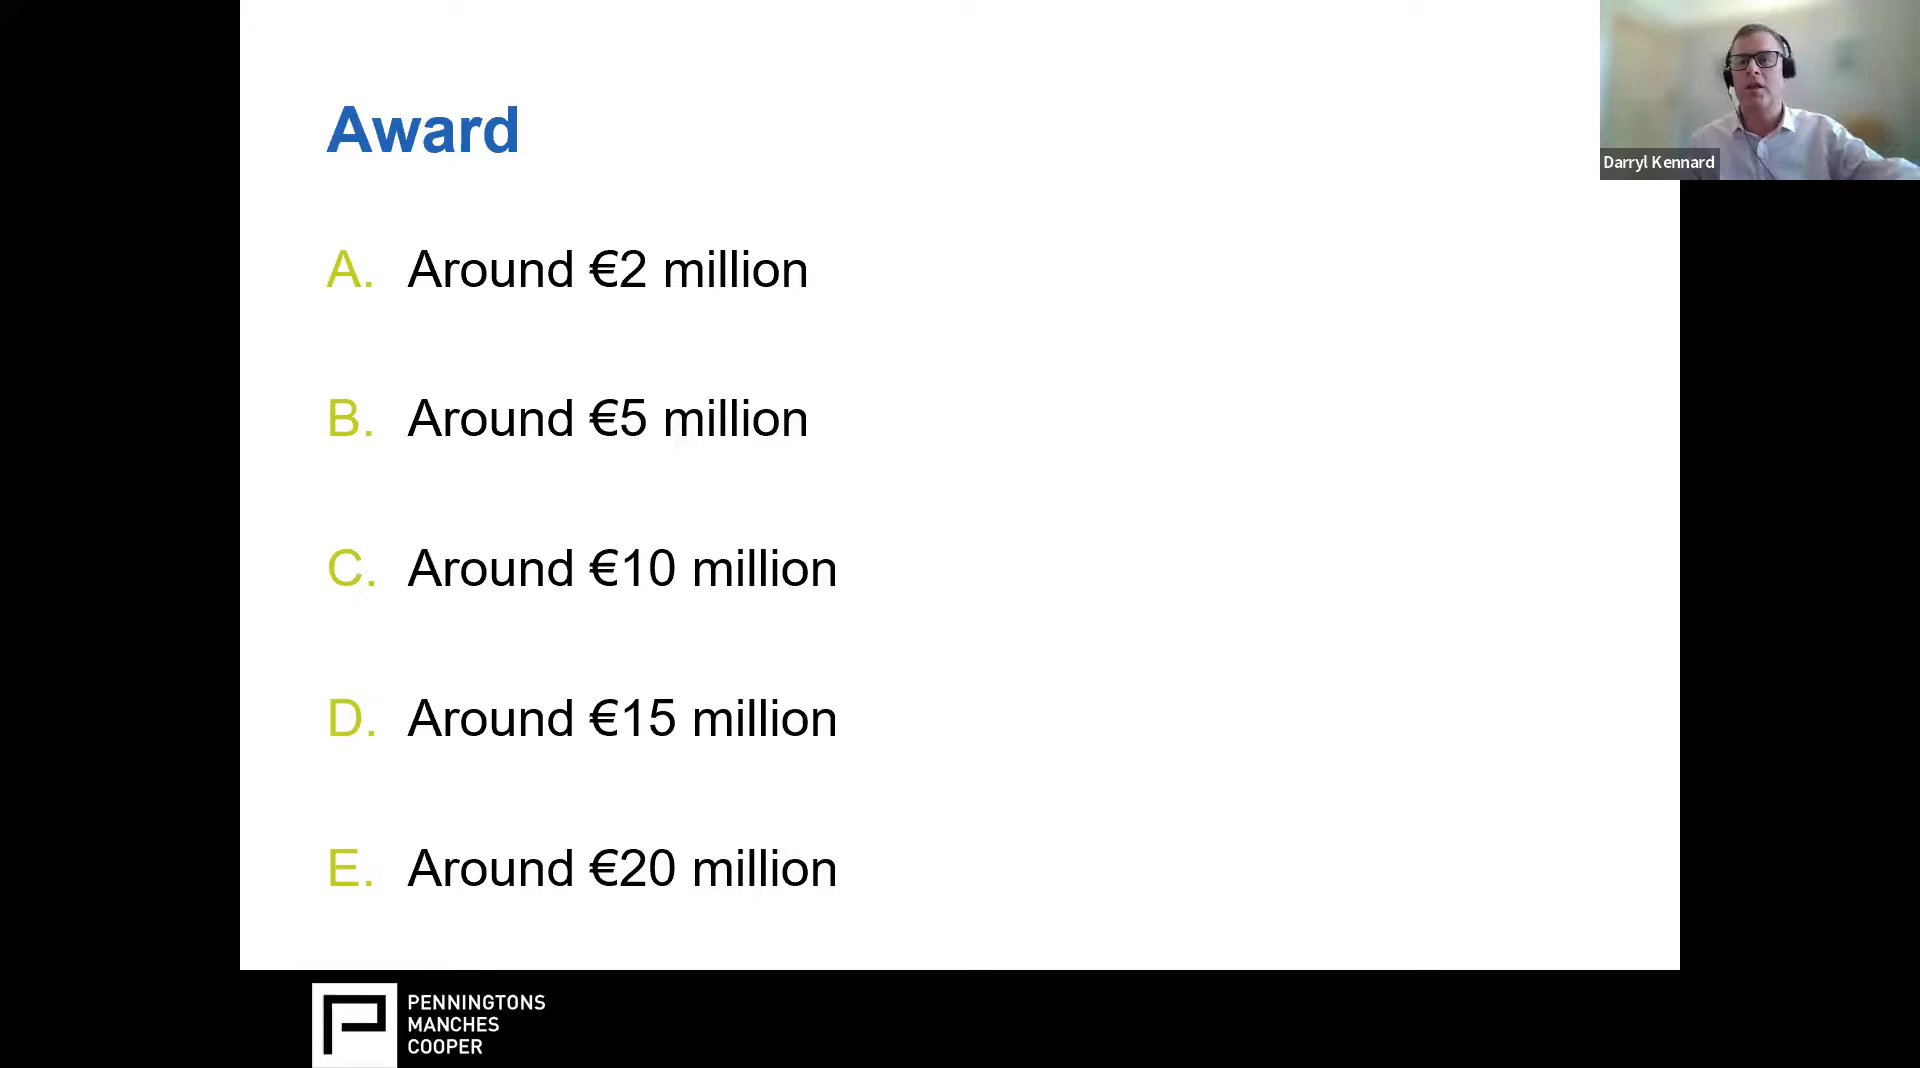 Award
A. Around €2 million
B. Around €5 million
C. Around €10 million
D. Around €15 million
E. Around €20 million
Darryl Kennard
PENNINGTONS
MANCHES
COOPER